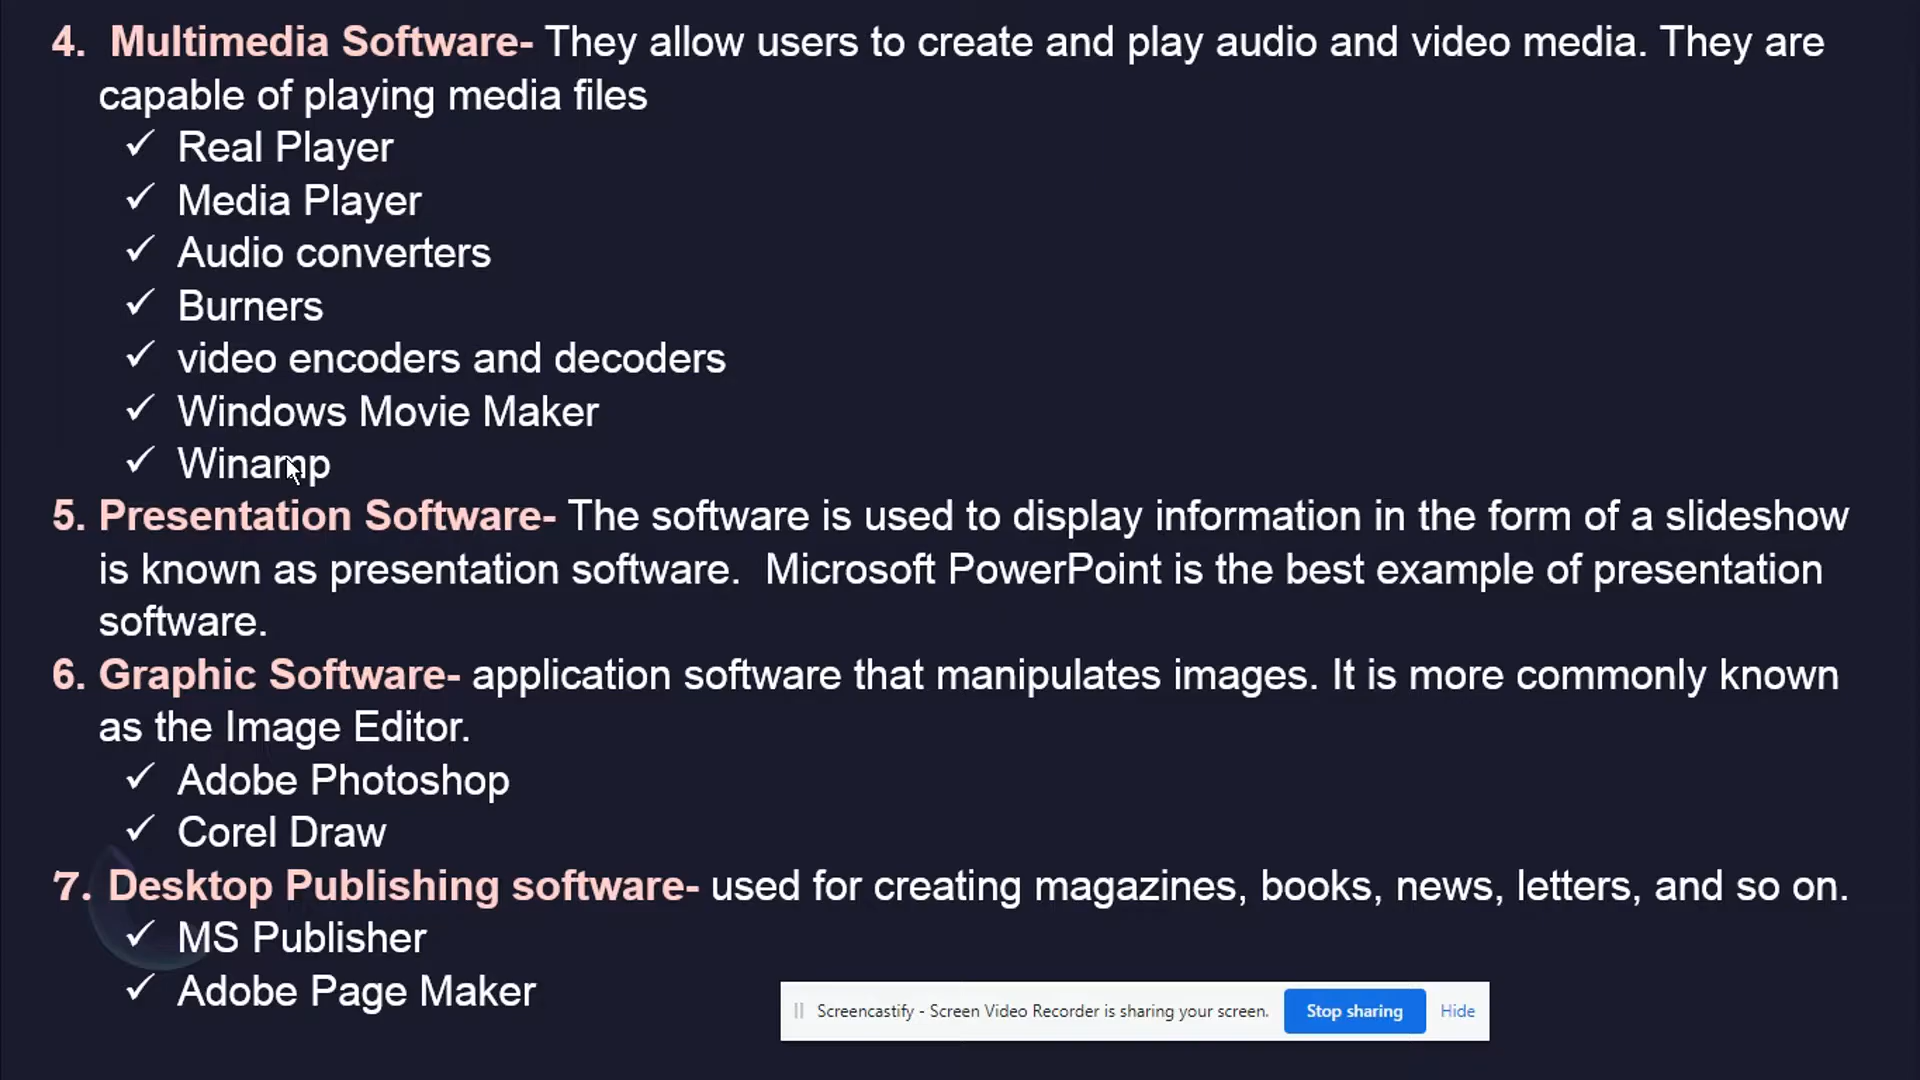 4. Multimedia Software- They allow users to create and play audio and video media. They are
capable of playing media files
✓ Real Player
✓ Media Player
✓ Audio converters
✓ Burners
✓ video encoders and decoders
✓ Windows Movie Maker
✓ Winamp
5. Presentation Software- The software is used to display information in the form of a slideshow
is known as presentation software. Microsoft PowerPoint is the best example of presentation
software.
6. Graphic Software- application software that manipulates images. It is more commonly known
as the Image Editor.
✓ Adobe Photoshop
✓ Corel Draw
7. Desktop Publishing software- used for creating magazines, books, news, letters, and so on.
✓ MS Publisher
✓ Adobe Page Maker
Screencastify - Screen Video Recorder is sharing your screen. Stop sharing Hide